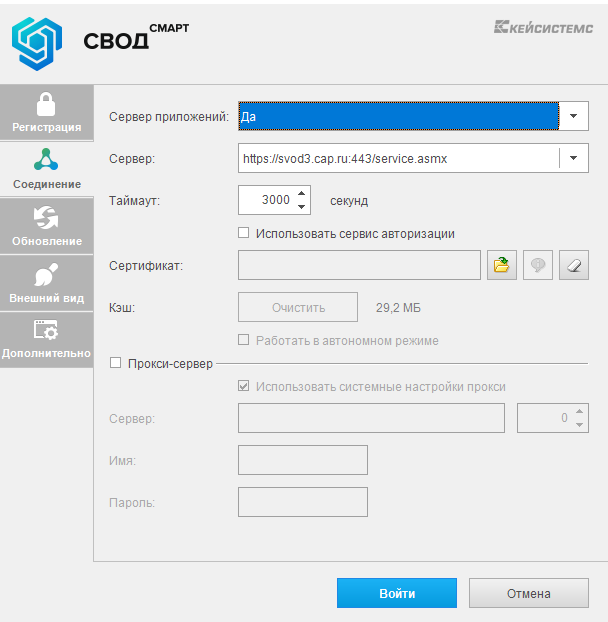 СВОД СМАРТ
КЕЙСИСТЕМС
Регистрация
Соединение
Обновление
Внешний вид
Дополнительно
Сервер приложений: Да
Сервер: https://svod3.cap.ru:443/service.asmx
Таймаут: 3000 секунд
Использовать сервис авторизации
Сертификат:
Кэш: Очистить 29,2 МБ
Работать в автономном режиме
Прокси-сервер
Использовать системные настройки прокси
Сервер: 0
Имя:
Пароль:
Войти Отмена